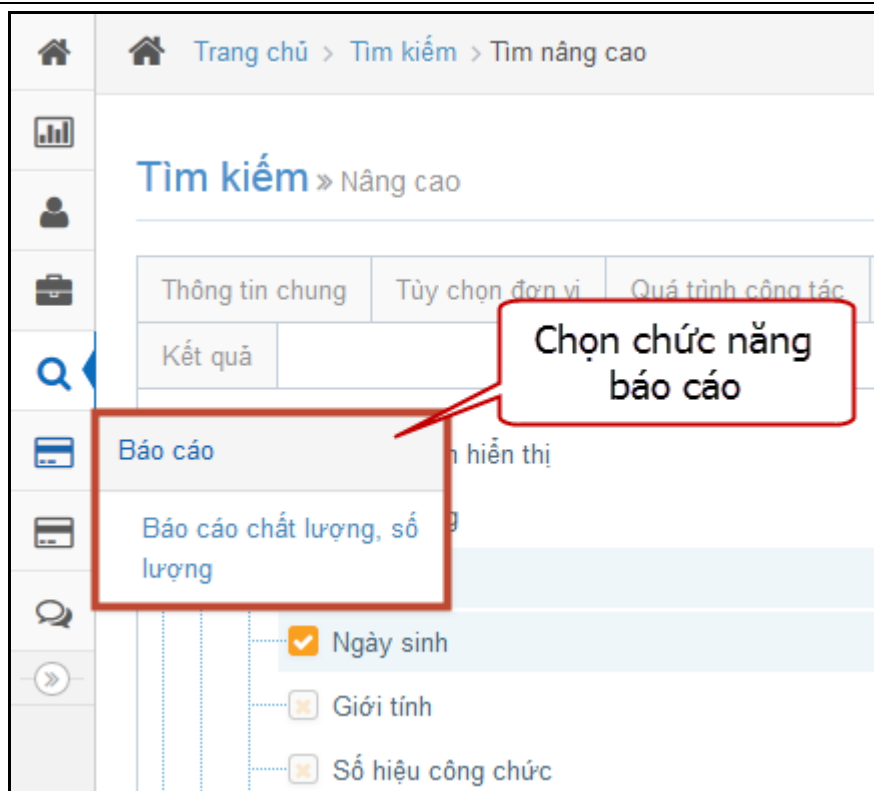 Trang chủ > Tìm kiếm > Tìm nâng cao
Tìm kiếm » Nâng cao
Thông tin chung Tùy chọn đơn vị Quá trình công tác
Kết quả
Chọn chức năng
báo cáo
Báo cáo
hiển thị
Báo cáo chất lượng, số
lượng
Ngày sinh
Giới tính
Số hiệu công chức